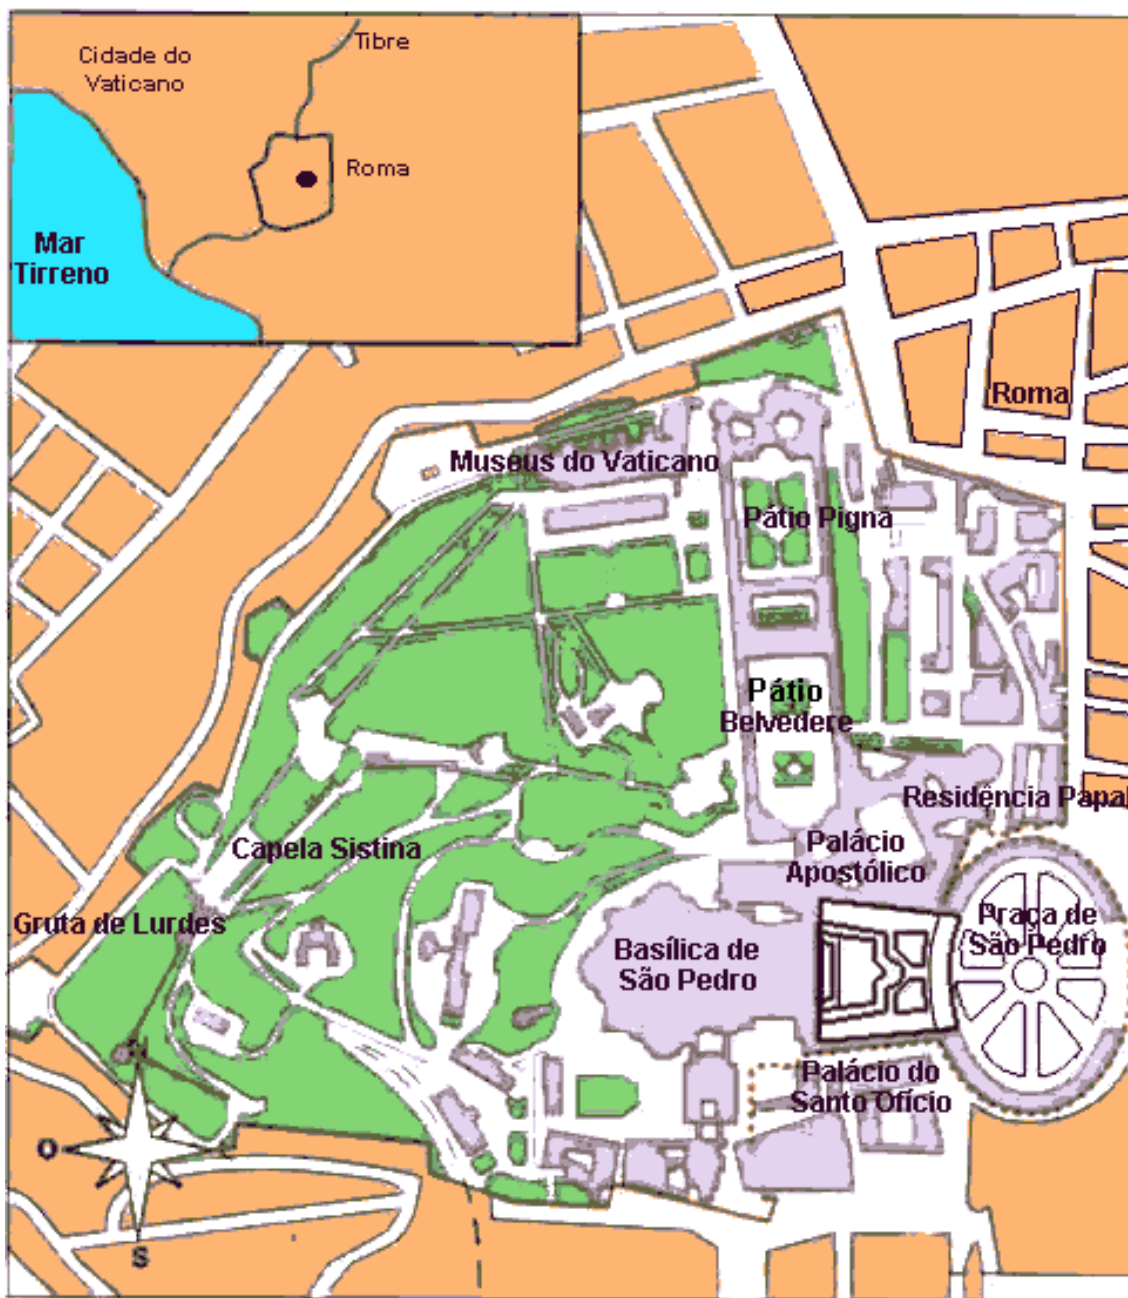 Tibre
Cidade do
Vaticano
Roma
Mar
Tirreno
Roma
Museus do Vaticano
Pátio Pigna
Pátio
Belvedere
Residência Papal
Capela Sistina
Palácio
Apostólico
Gruta de Lurdes
Praça de
São Pedro
Basílica de
São Pedro
Palácio do
Santo Ofício
O
S